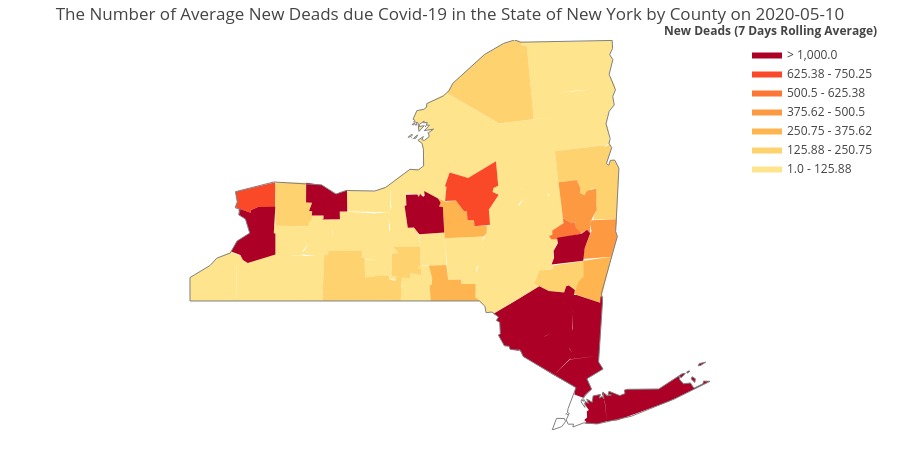 The Number of Average New Deads due Covid-19 in the State of New York by County on 2020-05-10
New Deads (7 Days Rolling Average)
> 1,000.0
625.38 - 750.25
500.5 - 625.38
375.62 - 500.5
250.75 - 375.62
125.88 - 250.75
1.0 - 125.88